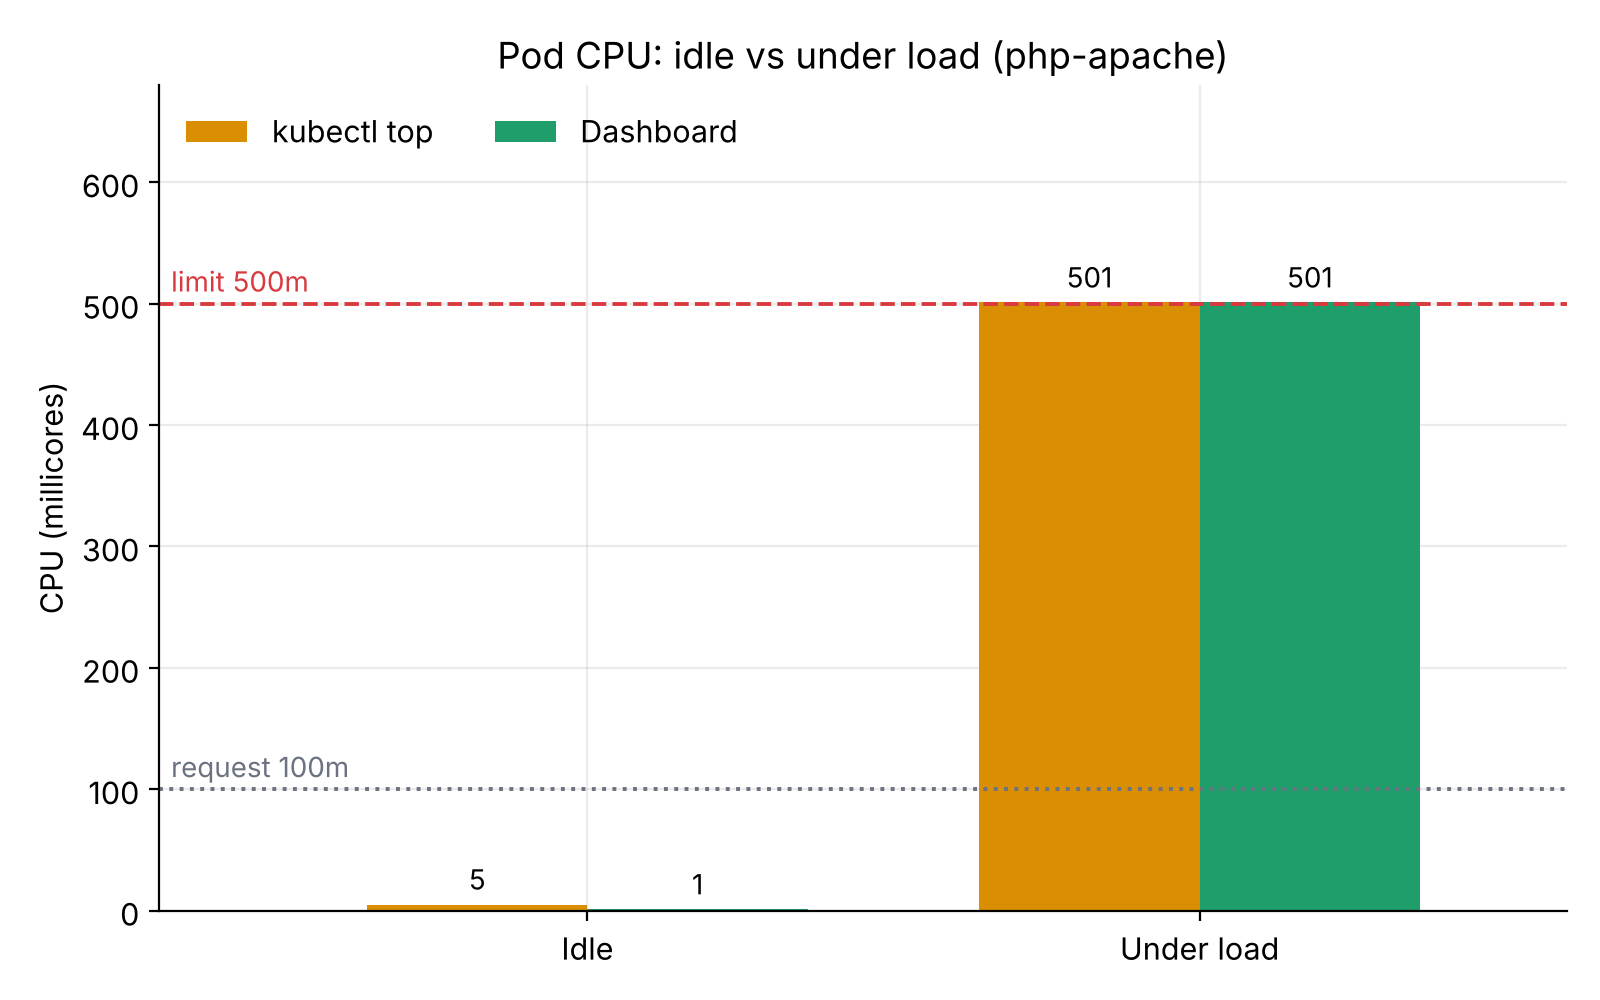 Pod CPU: idle vs under load (php-apache)
kubectl top
Dashboard
600
limit 500m
501
501
500
CPU (millicores)
400
300
200
request 100m
100
5
1
0
Idle
Under load